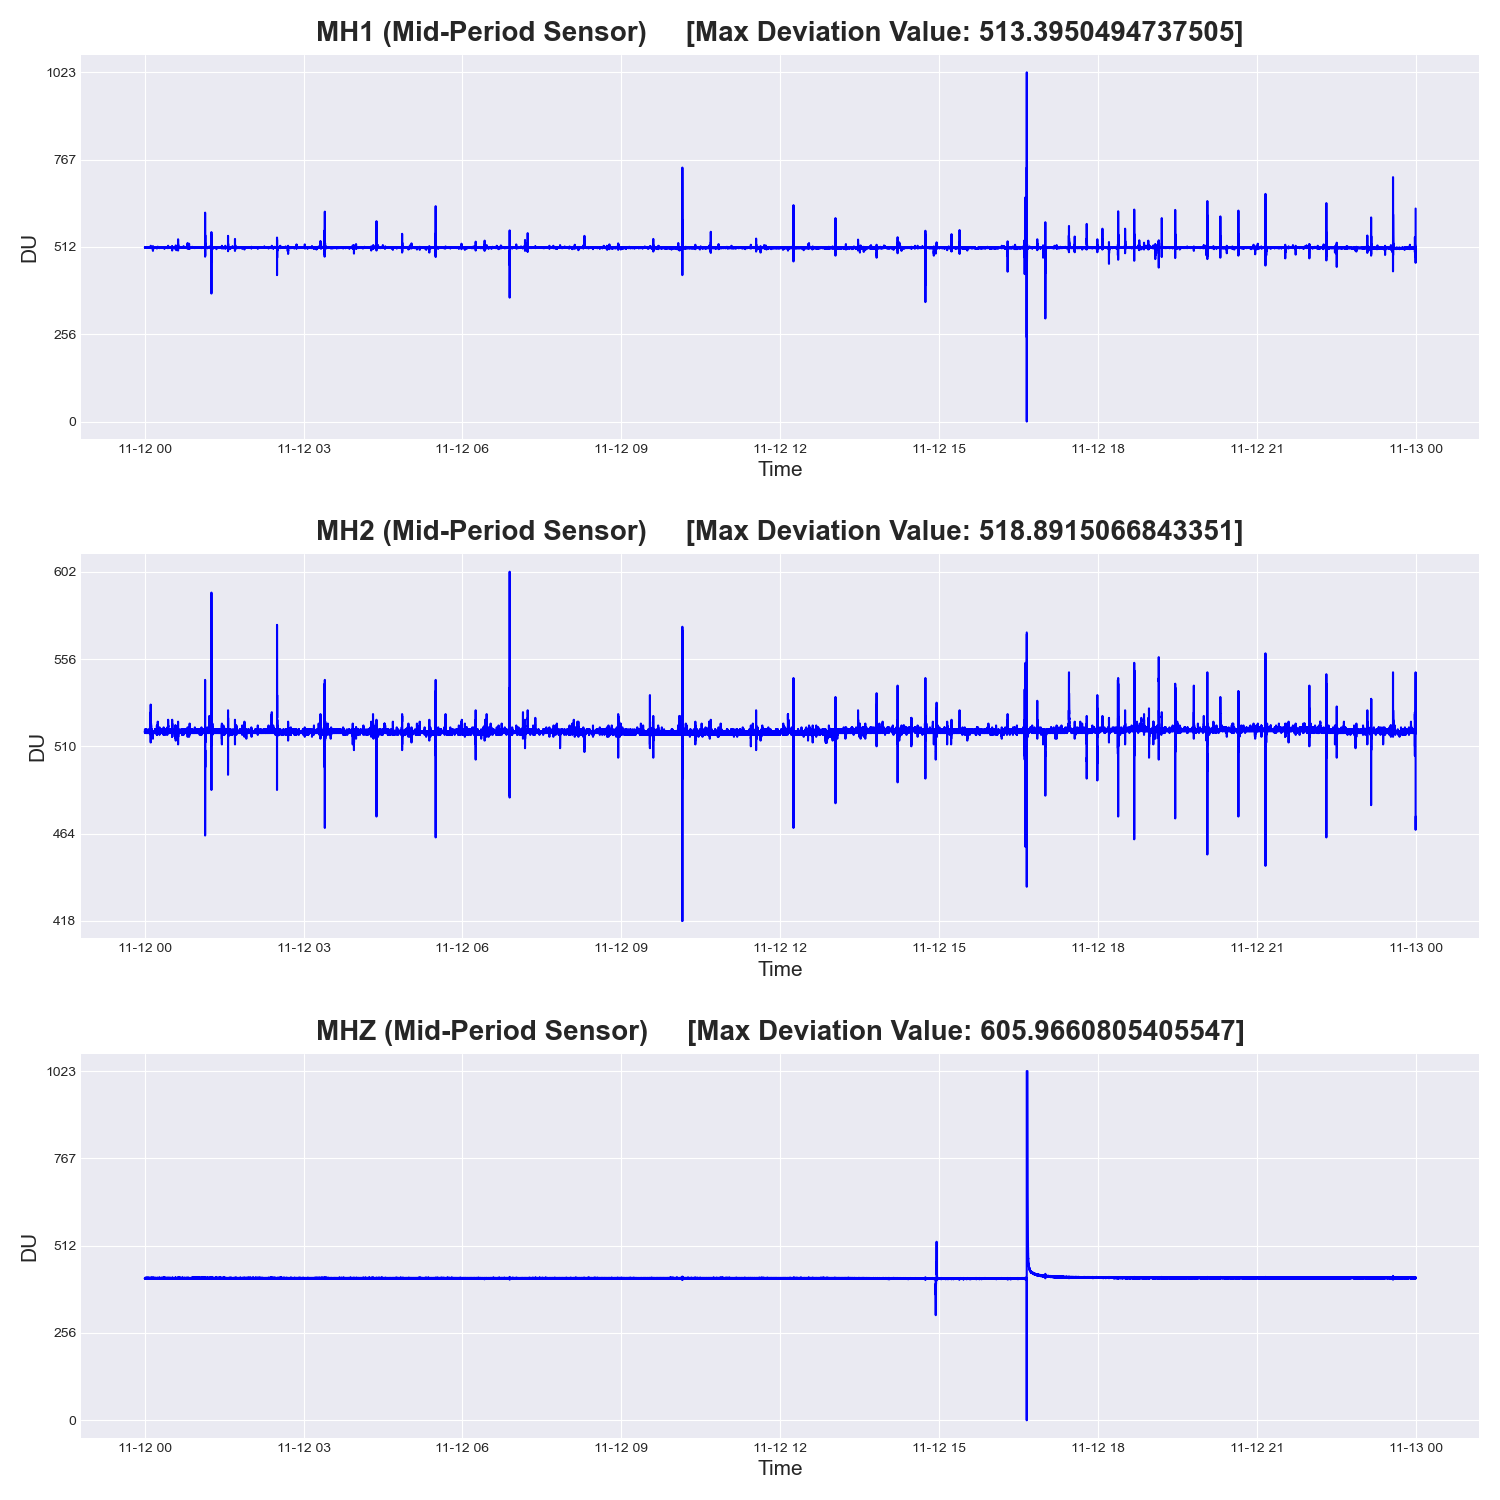 MH1 (Mid-Period Sensor) [Max Deviation Value: 513.3950494737505]
1023
767
512
256
0
DU
11-12 00 11-12 03 11-12 06 11-12 09 11-12 12 11-12 15 11-12 18 11-12 21 11-13 00
Time
MH2 (Mid-Period Sensor) [Max Deviation Value: 518.8915066843351]
602
556
510
464
418
DU
11-12 00 11-12 03 11-12 06 11-12 09 11-12 12 11-12 15 11-12 18 11-12 21 11-13 00
Time
MHZ (Mid-Period Sensor) [Max Deviation Value: 605.9660805405547]
1023
767
512
256
0
DU
11-12 00 11-12 03 11-12 06 11-12 09 11-12 12 11-12 15 11-12 18 11-12 21 11-13 00
Time